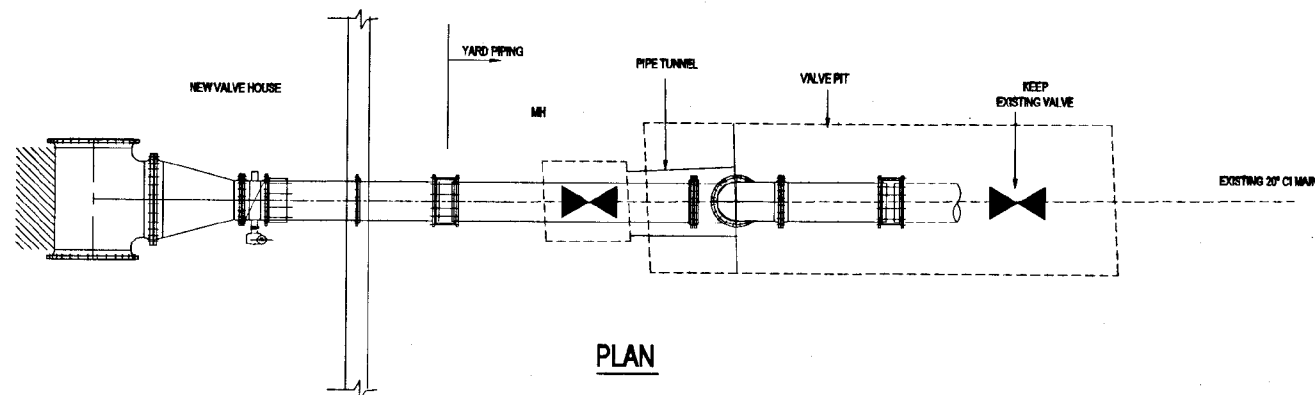 YARD PIPING
PIPE TUNNEL
VALVE PIT
KEEP
EXISTING VALVE
NEW VALVE HOUSE
MH
EXISTING 20" CI MAIN
PLAN